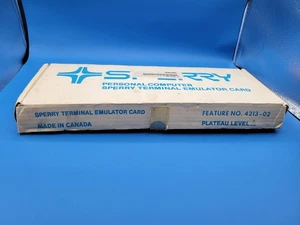 S RRY
PERSONAL COMPUTER
SPERRY TERMINAL EMULATOR CARD
SPERRY TERMINAL EMULATOR CARD
FEATURE NO. 4213-02
MADE IN CANADA
PLATEAU LEVEL